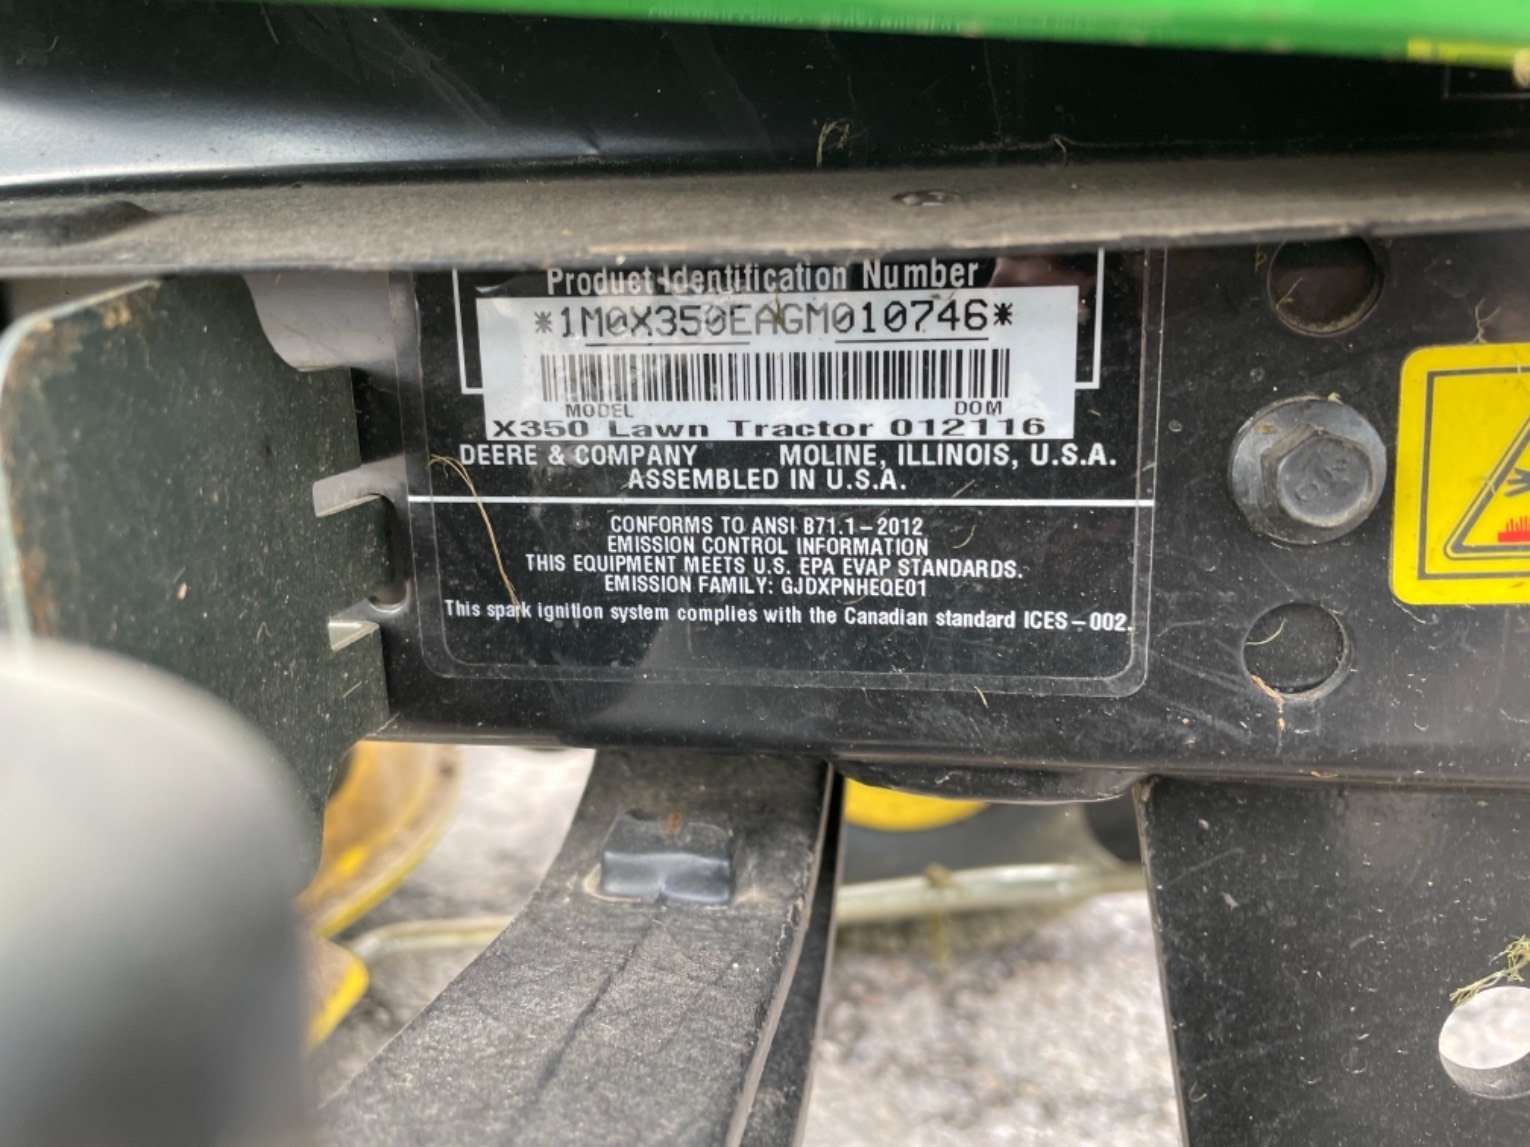 Product Identification Number
*1M0X350EAGM010746*
MODEL DOM
X350 Lawn Tractor 012116
DEERE & COMPANY MOLINE, ILLINOIS, U.S.A.
ASSEMBLED IN U.S.A.
CONFORMS TO ANSI B71.1-2012
EMISSION CONTROL INFORMATION
THIS EQUIPMENT MEETS U.S. EPA EVAP STANDARDS.
EMISSION FAMILY: GJDXPNHEQE01
This spark ignition system complies with the Canadian standard ICES-002.